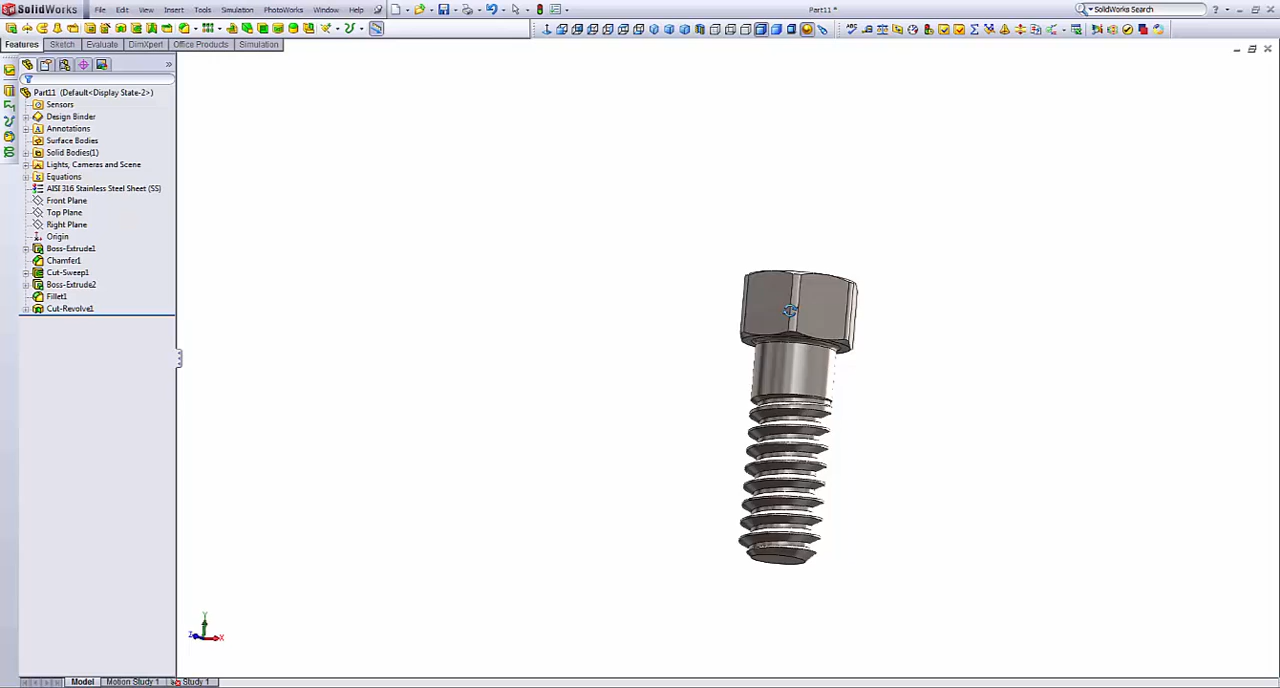 SolidWorks File Edit View Insert Tools Simulation PhotoWorks Window Help Part11 * SolidWorks Search ?
Features Sketch Evaluate DimXpert Office Products Simulation
Part11 (Default<Display State-2>)
Sensors
Design Binder
Annotations
Surface Bodies
Solid Bodies(1)
Lights, Cameras and Scene
Equations
AISI 316 Stainless Steel Sheet (SS)
Front Plane
Top Plane
Right Plane
Origin
Boss-Extrude1
Chamfer1
Cut-Sweep1
Boss-Extrude2
Fillet1
Cut-Revolve1
Y
Z X
Model Motion Study 1 Study 1